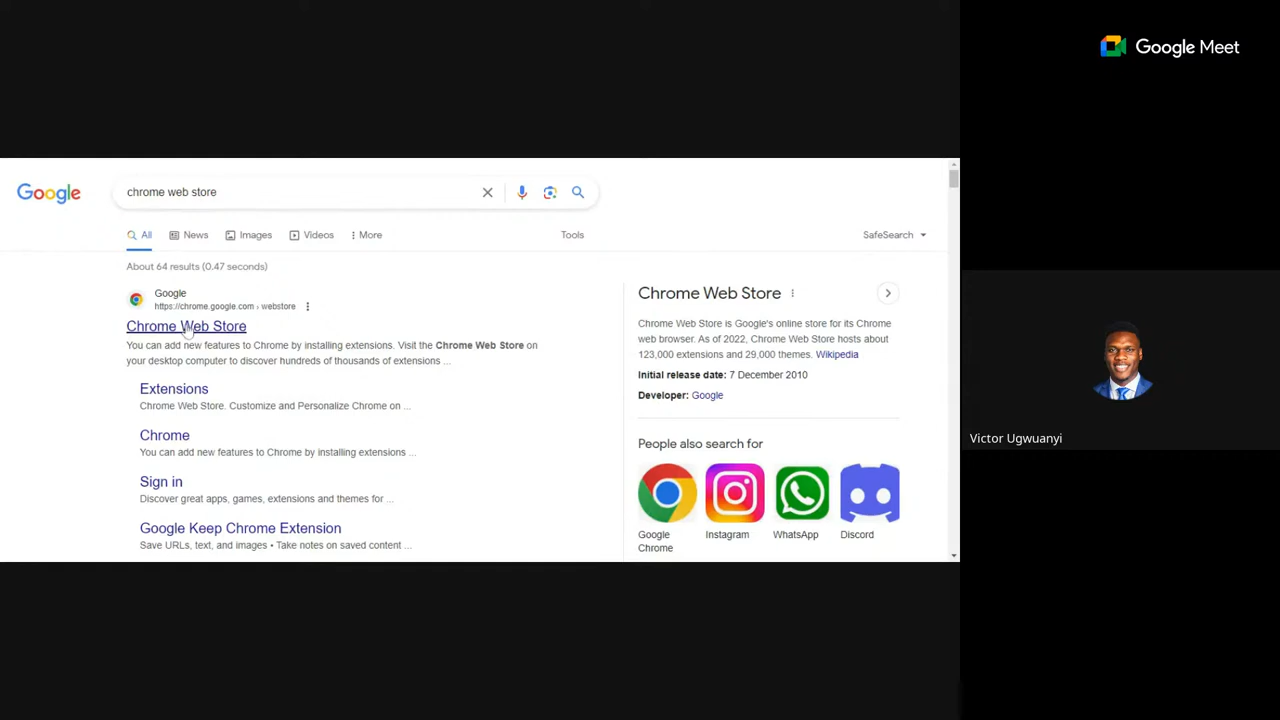 Google Meet
Google
chrome web store
All
News
Images
Videos
More
Tools
SafeSearch
About 64 results (0.47 seconds)
Google
https://chrome.google.com › webstore
Chrome Web Store
You can add new features to Chrome by installing extensions. Visit the Chrome Web Store on
your desktop computer to discover hundreds of thousands of extensions ...
Extensions
Chrome Web Store. Customize and Personalize Chrome on ...
Chrome
You can add new features to Chrome by installing extensions ...
Sign in
Discover great apps, games, extensions and themes for ...
Google Keep Chrome Extension
Save URLs, text, and images • Take notes on saved content ...
Chrome Web Store
Chrome Web Store is Google's online store for its Chrome
web browser. As of 2022, Chrome Web Store hosts about
123,000 extensions and 29,000 themes. Wikipedia
Initial release date: 7 December 2010
Developer: Google
People also search for
Google
Chrome
Instagram
WhatsApp
Discord
Victor Ugwuanyi